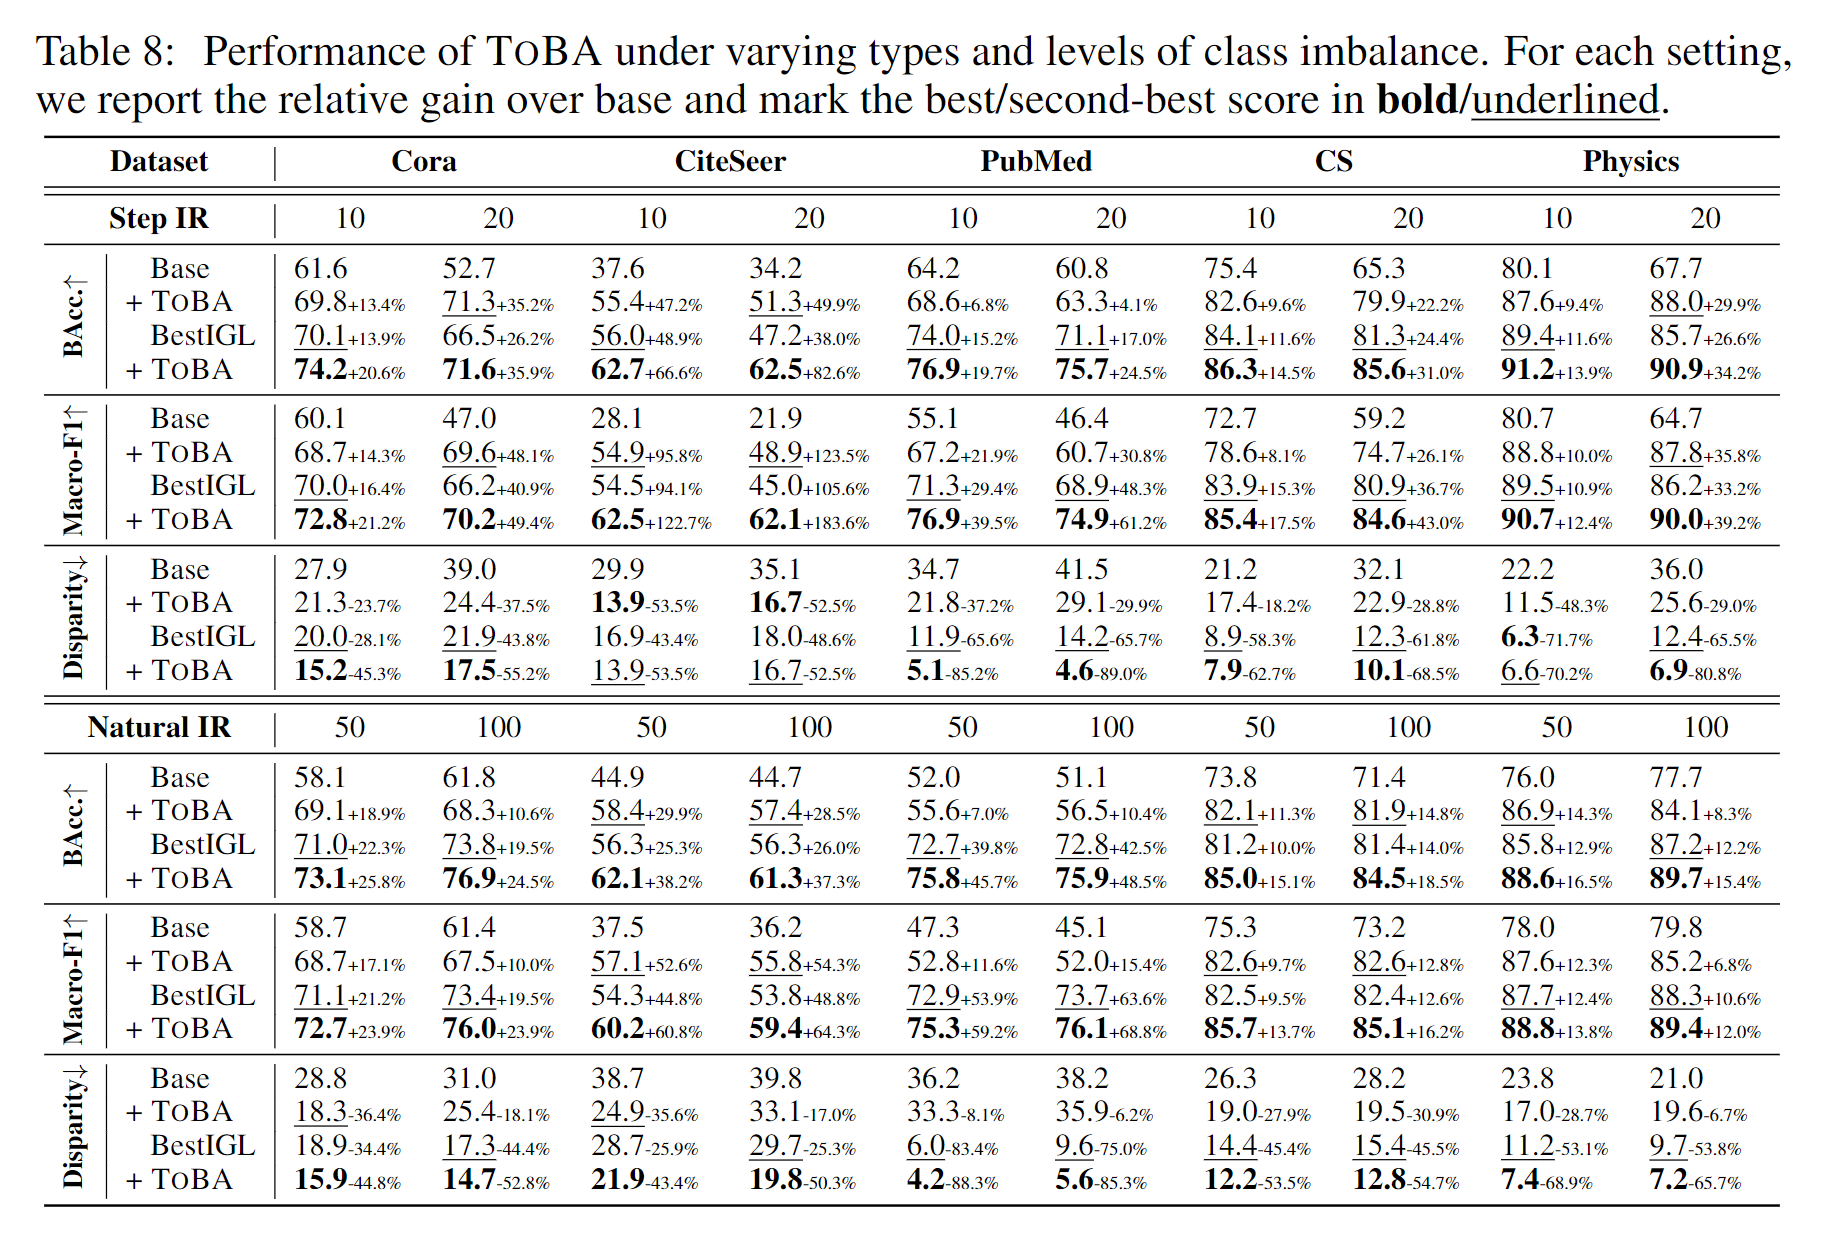 Table 8: Performance of TOBA under varying types and levels of class imbalance. For each setting,
we report the relative gain over base and mark the best/second-best score in bold/underlined.
Dataset Cora CiteSeer PubMed CS Physics
Step IR 10 20 10 20 10 20 10 20 10 20
BAcc.↑
Base 61.6 52.7 37.6 34.2 64.2 60.8 75.4 65.3 80.1 67.7
+ TOBA 69.8+13.4% 71.3+35.2% 55.4+47.2% 51.3+49.9% 68.6+6.8% 63.3+4.1% 82.6+9.6% 79.9+22.2% 87.6+9.4% 88.0+29.9%
BestIGL 70.1+13.9% 66.5+26.2% 56.0+48.9% 47.2+38.0% 74.0+15.2% 71.1+17.0% 84.1+11.6% 81.3+24.4% 89.4+11.6% 85.7+26.6%
+ TOBA 74.2+20.6% 71.6+35.9% 62.7+66.6% 62.5+82.6% 76.9+19.7% 75.7+24.5% 86.3+14.5% 85.6+31.0% 91.2+13.9% 90.9+34.2%
Macro-F1↑
Base 60.1 47.0 28.1 21.9 55.1 46.4 72.7 59.2 80.7 64.7
+ TOBA 68.7+14.3% 69.6+48.1% 54.9+95.8% 48.9+123.5% 67.2+21.9% 60.7+30.8% 78.6+8.1% 74.7+26.1% 88.8+10.0% 87.8+35.8%
BestIGL 70.0+16.4% 66.2+40.9% 54.5+94.1% 45.0+105.6% 71.3+29.4% 68.9+48.3% 83.9+15.3% 80.9+36.7% 89.5+10.9% 86.2+33.2%
+ TOBA 72.8+21.2% 70.2+49.4% 62.5+122.7% 62.1+183.6% 76.9+39.5% 74.9+61.2% 85.4+17.5% 84.6+43.0% 90.7+12.4% 90.0+39.2%
Disparity↓
Base 27.9 39.0 29.9 35.1 34.7 41.5 21.2 32.1 22.2 36.0
+ TOBA 21.3-23.7% 24.4-37.5% 13.9-53.5% 16.7-52.5% 21.8-37.2% 29.1-29.9% 17.4-18.2% 22.9-28.8% 11.5-48.3% 25.6-29.0%
BestIGL 20.0-28.1% 21.9-43.8% 16.9-43.4% 18.0-48.6% 11.9-65.6% 14.2-65.7% 8.9-58.3% 12.3-61.8% 6.3-71.7% 12.4-65.5%
+ TOBA 15.2-45.3% 17.5-55.2% 13.9-53.5% 16.7-52.5% 5.1-85.2% 4.6-89.0% 7.9-62.7% 10.1-68.5% 6.6-70.2% 6.9-80.8%
Natural IR 50 100 50 100 50 100 50 100 50 100
BAcc.↑
Base 58.1 61.8 44.9 44.7 52.0 51.1 73.8 71.4 76.0 77.7
+ TOBA 69.1+18.9% 68.3+10.6% 58.4+29.9% 57.4+28.5% 55.6+7.0% 56.5+10.4% 82.1+11.3% 81.9+14.8% 86.9+14.3% 84.1+8.3%
BestIGL 71.0+22.3% 73.8+19.5% 56.3+25.3% 56.3+26.0% 72.7+39.8% 72.8+42.5% 81.2+10.0% 81.4+14.0% 85.8+12.9% 87.2+12.2%
+ TOBA 73.1+25.8% 76.9+24.5% 62.1+38.2% 61.3+37.3% 75.8+45.7% 75.9+48.5% 85.0+15.1% 84.5+18.5% 88.6+16.5% 89.7+15.4%
Macro-F1↑
Base 58.7 61.4 37.5 36.2 47.3 45.1 75.3 73.2 78.0 79.8
+ TOBA 68.7+17.1% 67.5+10.0% 57.1+52.6% 55.8+54.3% 52.8+11.6% 52.0+15.4% 82.6+9.7% 82.6+12.8% 87.6+12.3% 85.2+6.8%
BestIGL 71.1+21.2% 73.4+19.5% 54.3+44.8% 53.8+48.8% 72.9+53.9% 73.7+63.6% 82.5+9.5% 82.4+12.6% 87.7+12.4% 88.3+10.6%
+ TOBA 72.7+23.9% 76.0+23.9% 60.2+60.8% 59.4+64.3% 75.3+59.2% 76.1+68.8% 85.7+13.7% 85.1+16.2% 88.8+13.8% 89.4+12.0%
Disparity↓
Base 28.8 31.0 38.7 39.8 36.2 38.2 26.3 28.2 23.8 21.0
+ TOBA 18.3-36.4% 25.4-18.1% 24.9-35.6% 33.1-17.0% 33.3-8.1% 35.9-6.2% 19.0-27.9% 19.5-30.9% 17.0-28.7% 19.6-6.7%
BestIGL 18.9-34.4% 17.3-44.4% 28.7-25.9% 29.7-25.3% 6.0-83.4% 9.6-75.0% 14.4-45.4% 15.4-45.5% 11.2-53.1% 9.7-53.8%
+ TOBA 15.9-44.8% 14.7-52.8% 21.9-43.4% 19.8-50.3% 4.2-88.3% 5.6-85.3% 12.2-53.5% 12.8-54.7% 7.4-68.9% 7.2-65.7%